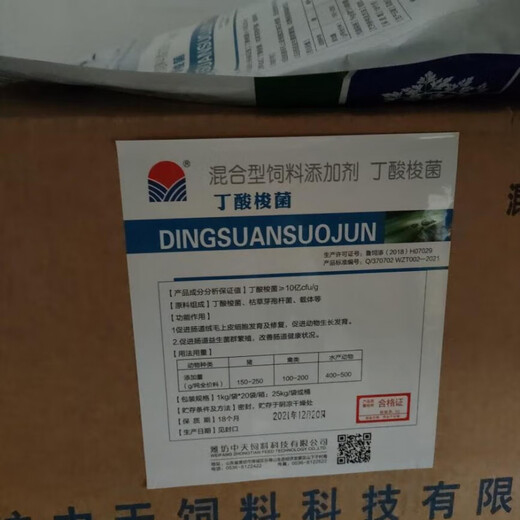 混合型饲料添加剂 丁酸梭菌
丁酸梭菌
DINGSUANSUOJUN
生产许可证号：鲁饲添（2018）H07029
产品标准编号：Q/370702 WZT002-2021
【产品成分分析保证值】丁酸梭菌≥10亿cfu/g
【原料组成】丁酸梭菌、枯草芽孢杆菌、载体等
【功能作用】
1.促进肠道绒毛上皮细胞发育及修复，促进动物生长发育。
2.促进肠道益生菌群繁殖，改善肠道健康状况。
【用法用量】
动物种类 猪 禽类 水产动物
添加量（g/吨全价料） 150-250 100-200 400-500
【包装规格】1kg/袋*20袋/箱；25kg/袋或桶
【贮存条件及方法】密封，贮存于阴凉干燥处
【保质期】18个月
2021年12月20日
【生产日期】见封口
合格证
潍坊中天饲料科技有限公司
WEIFANG ZHONGTIAN FEED TECHNOLOGY CO.,LTD
中天饲料科技有限